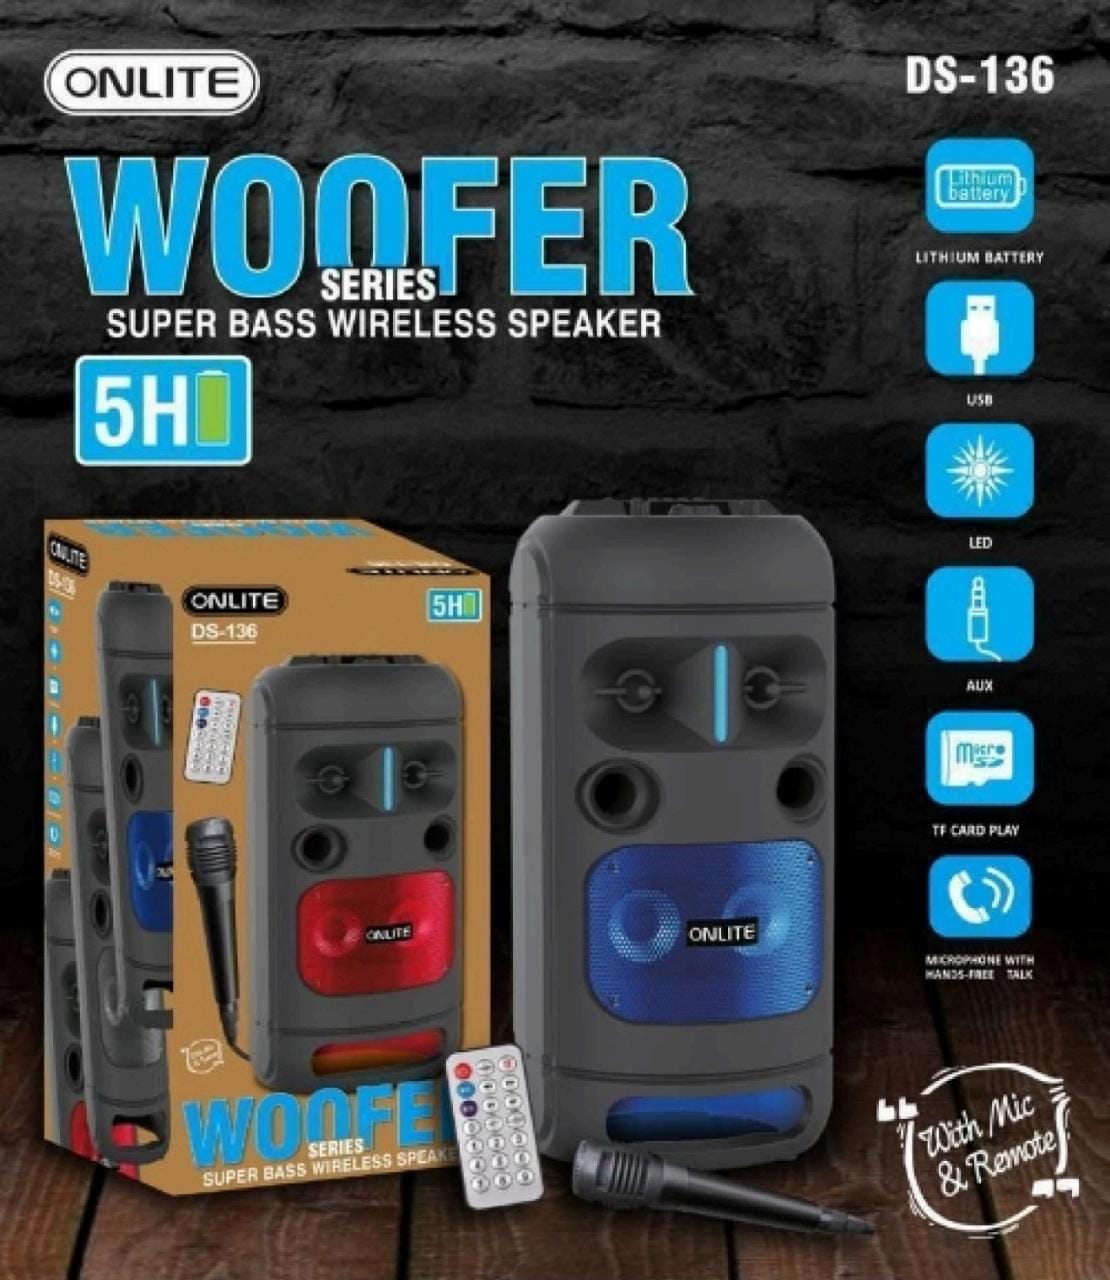 ONLITE
DS-136
WOOFER
SERIES
SUPER BASS WIRELESS SPEAKER
5H
Lithium
battery
LITHIUM BATTERY
USB
LED
AUX
Micro
SD
TF CARD PLAY
MICROPHONE WITH
HANDS-FREE TALK
With Mic
& Remote
ONLITE
ONLITE
DS-136
ONLITE
DS-136
5H
ONLITE
WOOFE
SERIES
SUPER BASS WIRELESS SPEAKE